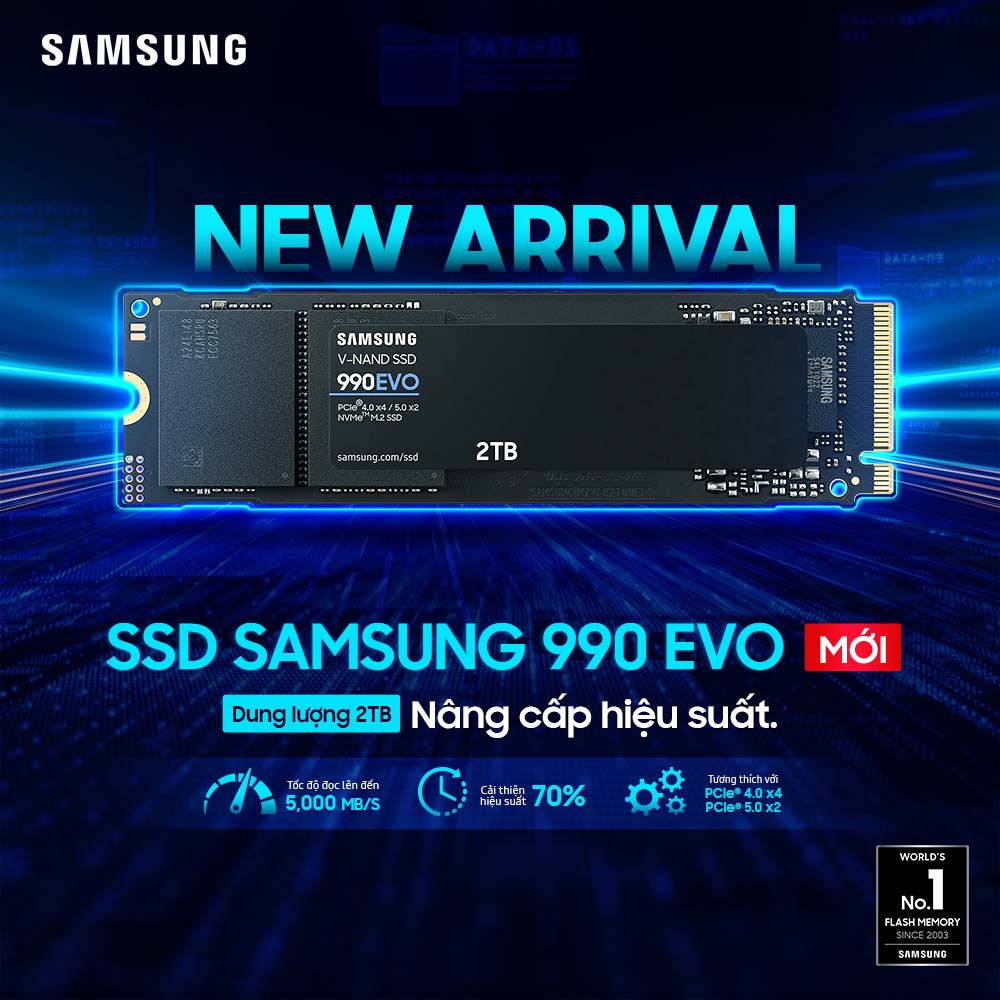 SAMSUNG
DATA-02
NEW ARRIVAL
SAMSUNG
V-NAND SSD
990EVO
PCIe® 4.0 x4 / 5.0 x2
NVMe™ M.2 SSD
samsung.com/ssd
2TB
SAMSUNG
SSD SAMSUNG 990 EVO MỚI
Dung lượng 2TB Nâng cấp hiệu suất.
Tốc độ đọc lên đến
5,000 MB/S
Cải thiện
hiệu suất 70%
Tương thích với
PCIe® 4.0 x4
PCIe® 5.0 x2
WORLD'S
No.1
FLASH MEMORY
SINCE 2003
SAMSUNG